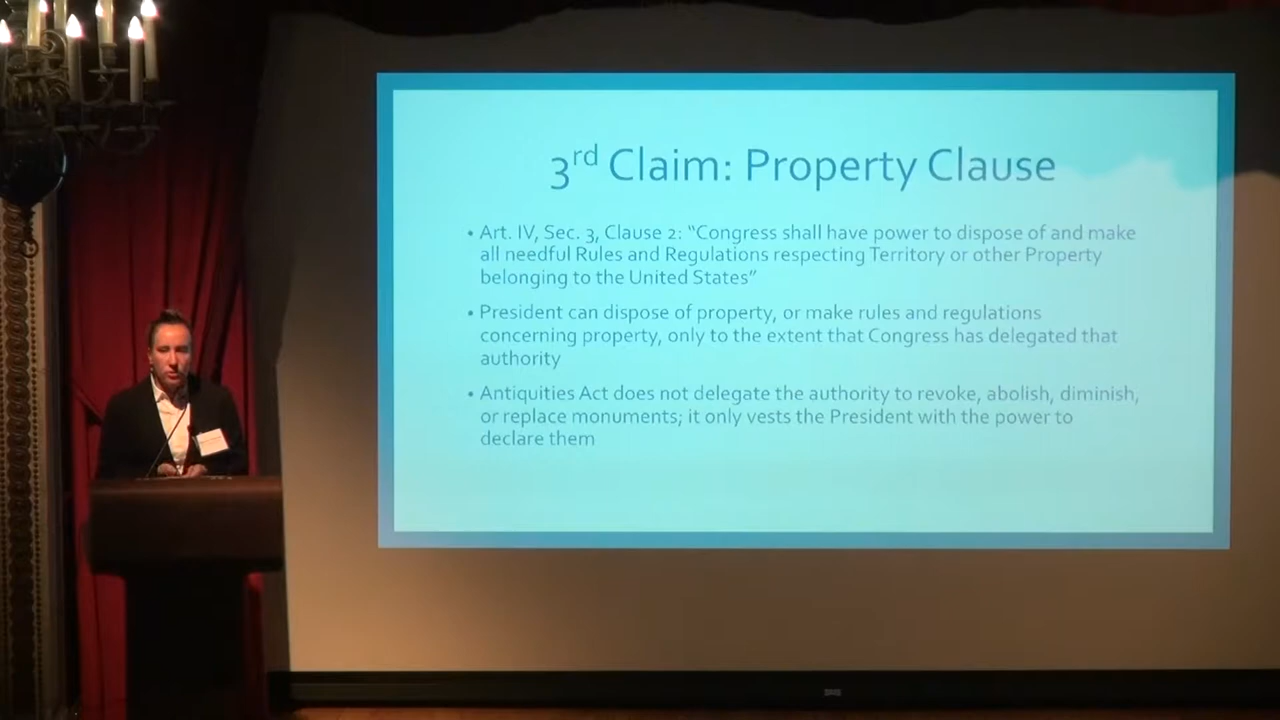 3rd Claim: Property Clause
• Art. IV, Sec. 3, Clause 2: “Congress shall have power to dispose of and make
all needful Rules and Regulations respecting Territory or other Property
belonging to the United States”
• President can dispose of property, or make rules and regulations
concerning property, only to the extent that Congress has delegated that
authority
• Antiquities Act does not delegate the authority to revoke, abolish, diminish,
or replace monuments; it only vests the President with the power to
declare them